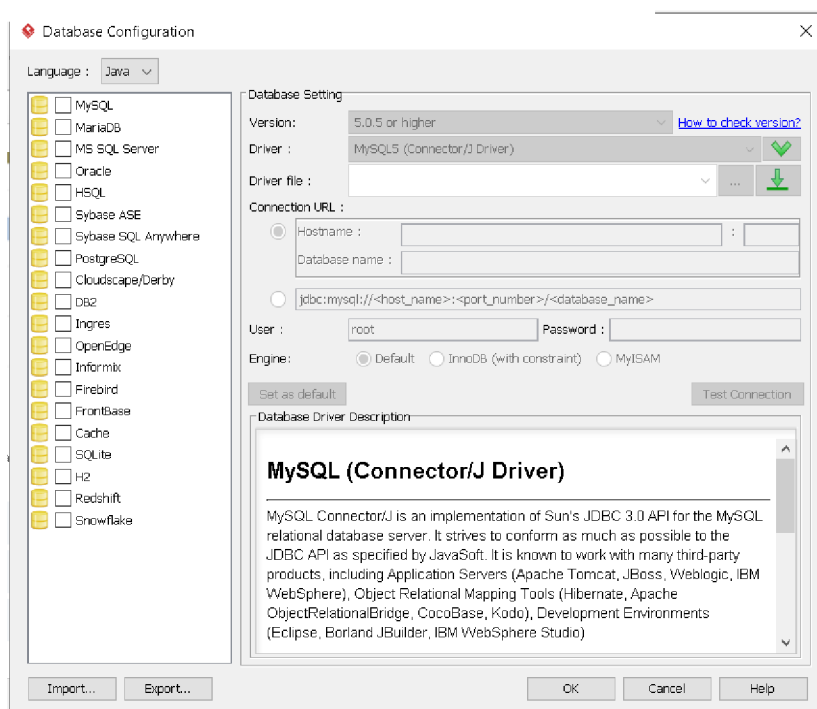 Database Configuration
Language : Java
MySQL
MariaDB
MS SQL Server
Oracle
HSQL
Sybase ASE
Sybase SQL Anywhere
PostgreSQL
Cloudscape/Derby
DB2
Ingres
OpenEdge
Informix
Firebird
FrontBase
Cache
SQLite
H2
Redshift
Snowflake
Database Setting
Version: 5.0.5 or higher How to check version?
Driver : MySQL5 (Connector/J Driver)
Driver file : ...
Connection URL :
Hostname : :
Database name :
jdbc:mysql://<host_name>:<port_number>/<database_name>
User : root Password :
Engine: Default InnoDB (with constraint) MyISAM
Set as default Test Connection
Database Driver Description
MySQL (Connector/J Driver)
MySQL Connector/J is an implementation of Sun's JDBC 3.0 API for the MySQL
relational database server. It strives to conform as much as possible to the
JDBC API as specified by JavaSoft. It is known to work with many third-party
products, including Application Servers (Apache Tomcat, JBoss, Weblogic, IBM
WebSphere), Object Relational Mapping Tools (Hibernate, Apache
ObjectRelationalBridge, CocoBase, Kodo), Development Environments
(Eclipse, Borland JBuilder, IBM WebSphere Studio)
Import... Export... OK Cancel Help